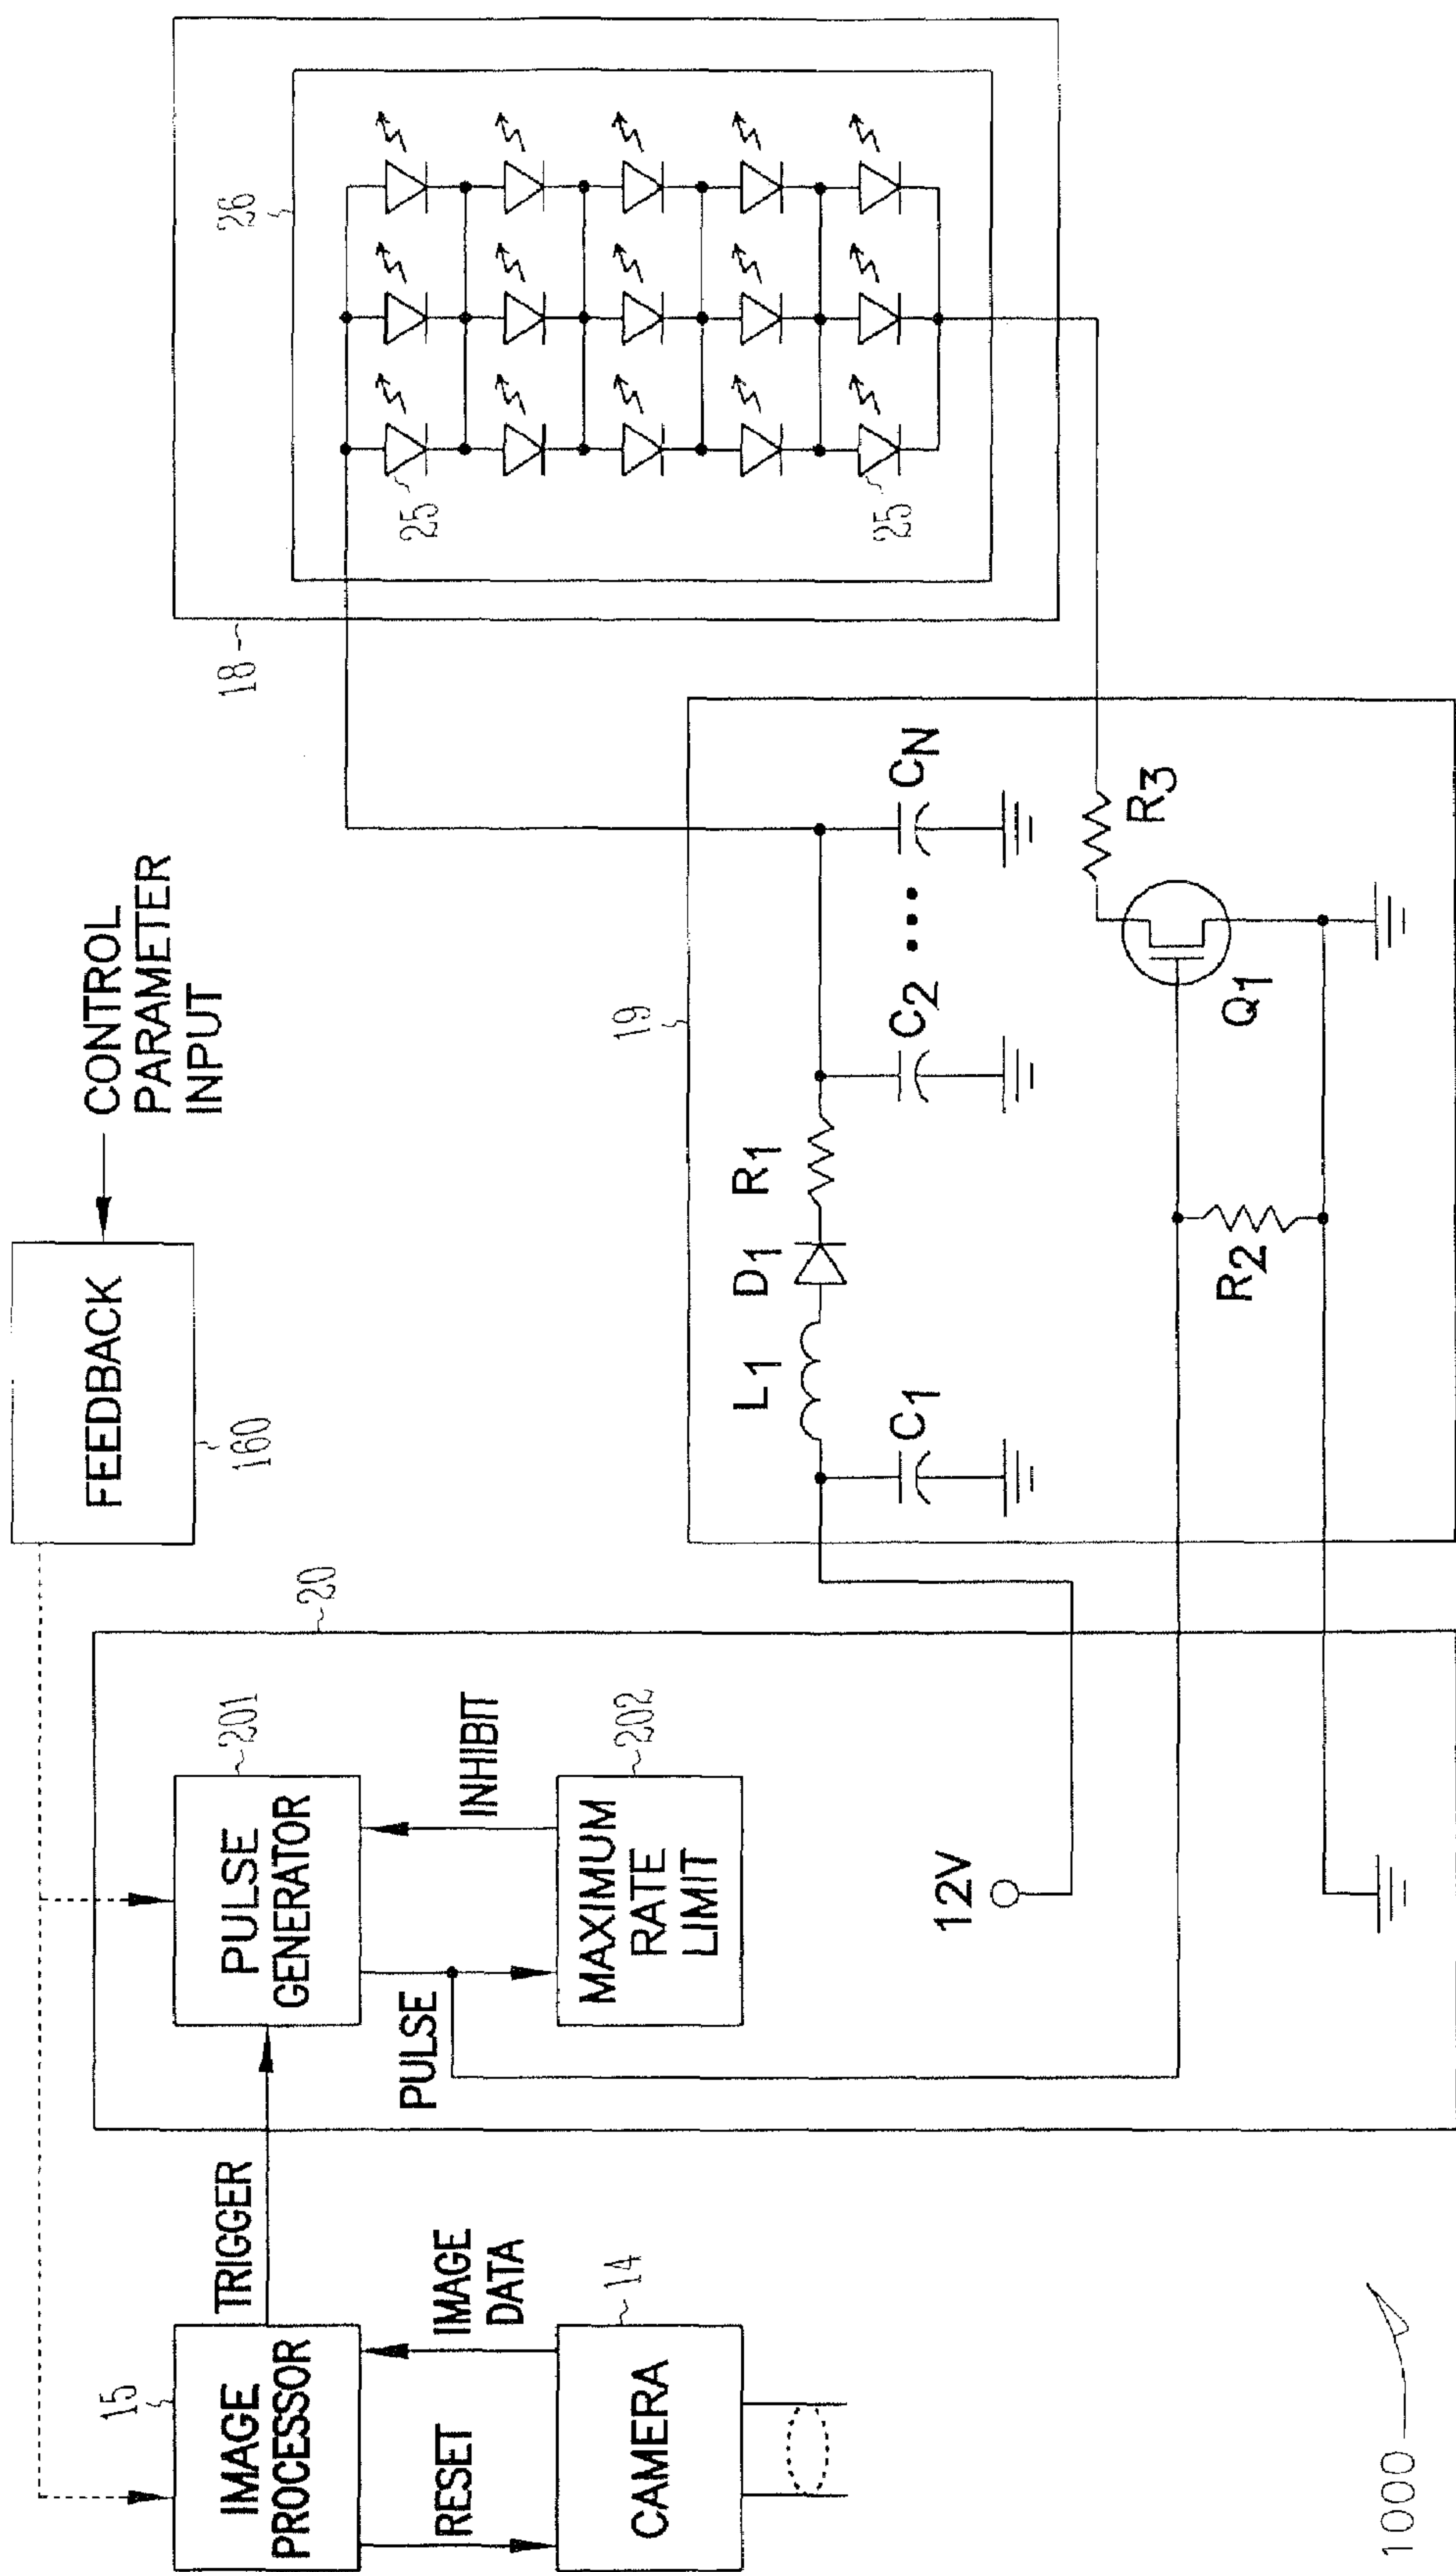 FEEDBACK
160
CONTROL
PARAMETER
INPUT
15
IMAGE
PROCESSOR
TRIGGER
RESET
IMAGE
DATA
CAMERA
14
20
PULSE
GENERATOR
201
PULSE
INHIBIT
MAXIMUM
RATE
LIMIT
202
12V
19
L1
D1
R1
C1
C2
CN
R2
Q1
R3
18
26
25
25
1000